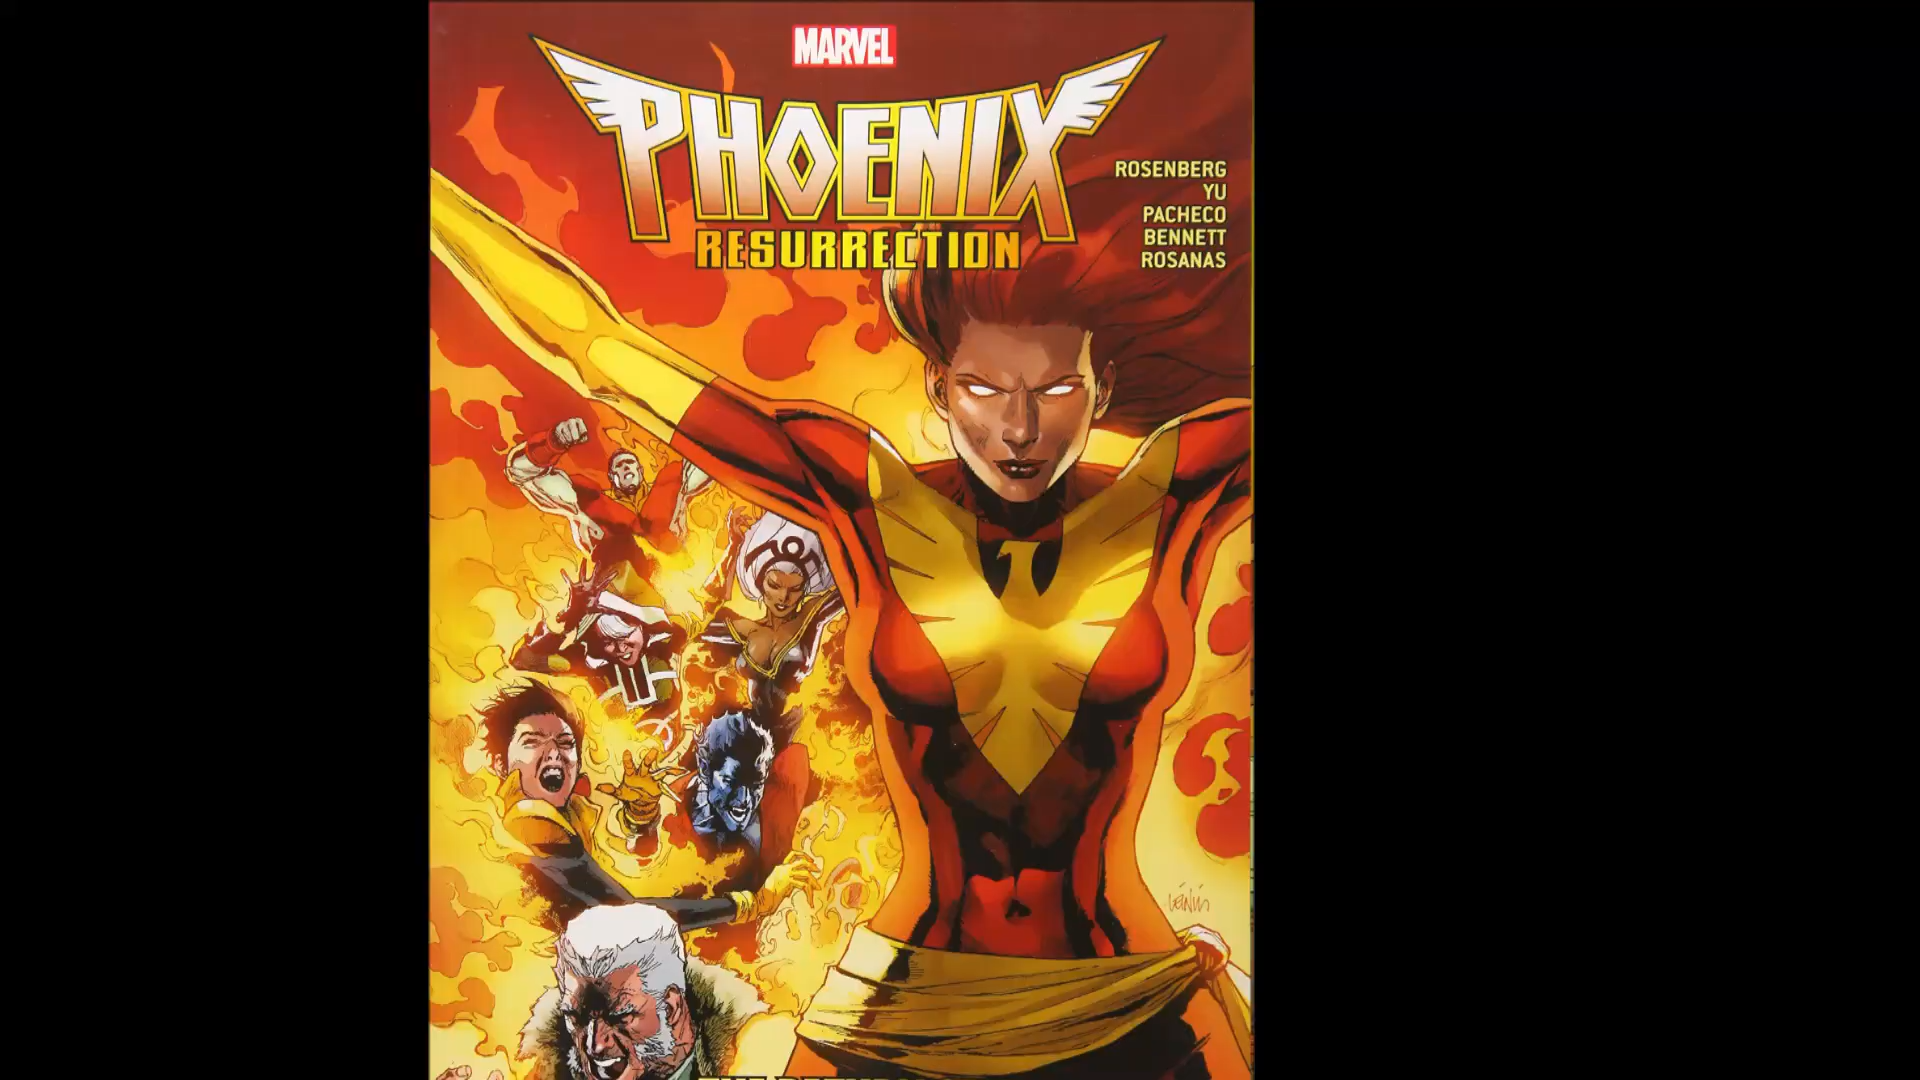 MARVEL
PHOENIX
RESURRECTION
ROSENBERG
YU
PACHECO
BENNETT
ROSANAS